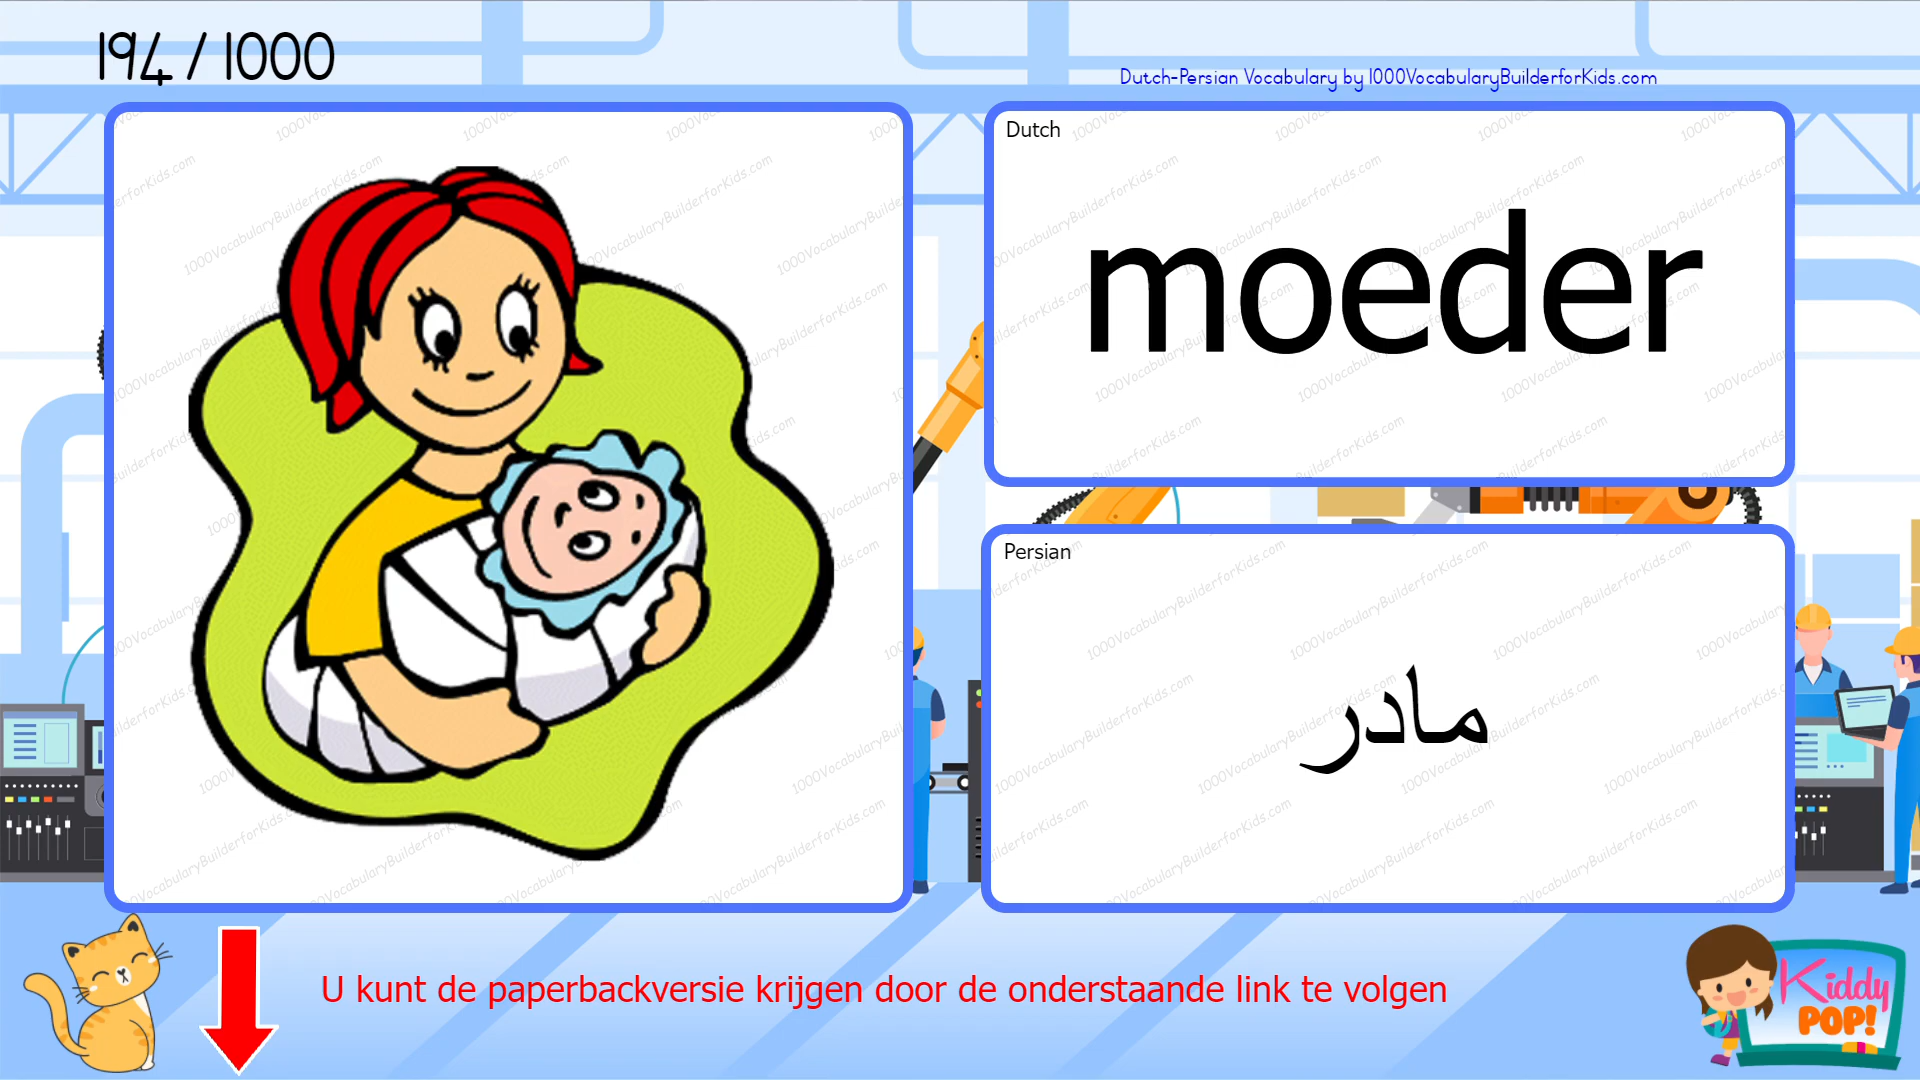 194 / 1000
Dutch-Persian Vocabulary by 1000VocabularyBuilderforKids.com
Dutch
moeder
Persian
مادر
U kunt de paperbackversie krijgen door de onderstaande link te volgen
Kiddy
POP!